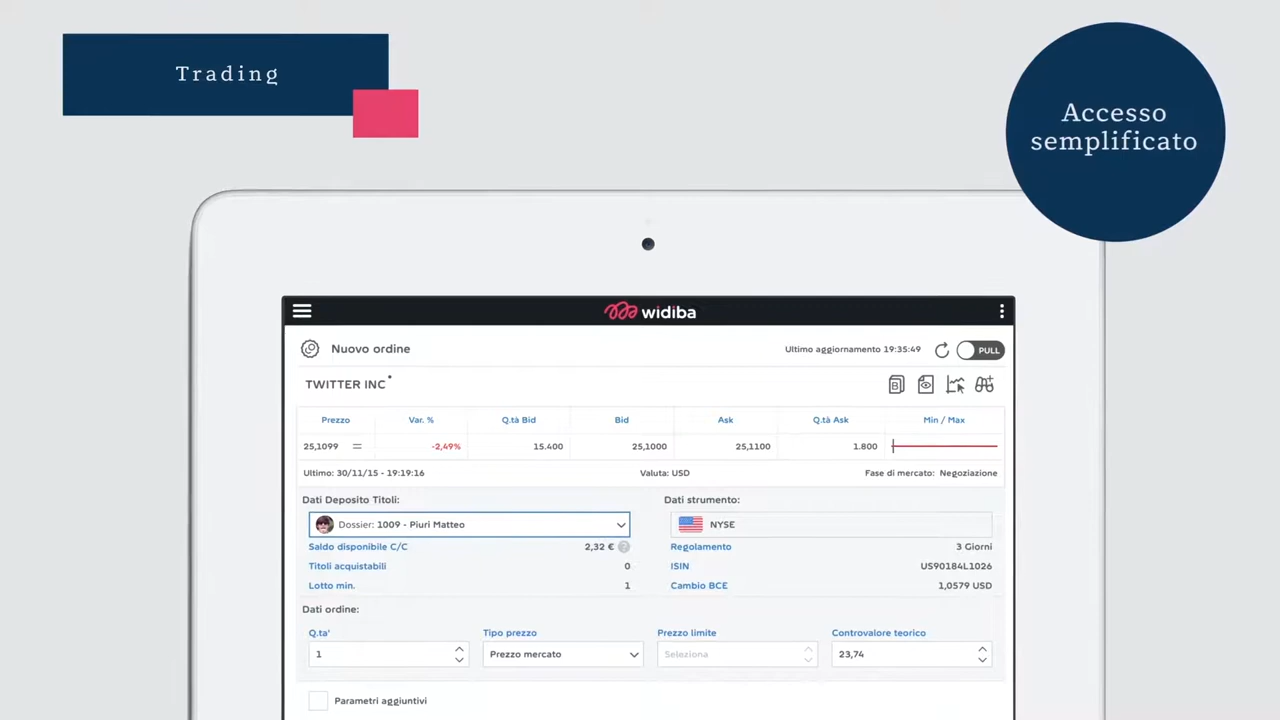 Trading
Accesso
semplificato
widiba
Nuovo ordine
Ultimo aggiornamento 19:35:49
PULL
TWITTER INC
Prezzo Var. % Q.tà Bid Bid Ask Q.tà Ask Min / Max
25,1099 = -2,49% 15.400 25,1000 25,1100 1.800
Ultimo: 30/11/15 - 19:19:16 Valuta: USD Fase di mercato: Negoziazione
Dati Deposito Titoli: Dati strumento:
Dossier: 1009 - Piuri Matteo NYSE
Saldo disponibile C/C 2,32 € ? Regolamento 3 Giorni
Titoli acquistabili 0 ISIN US90184L1026
Lotto min. 1 Cambio BCE 1,0579 USD
Dati ordine:
Q.ta' Tipo prezzo Prezzo limite Controvalore teorico
1 Prezzo mercato Seleziona 23,74
Parametri aggiuntivi